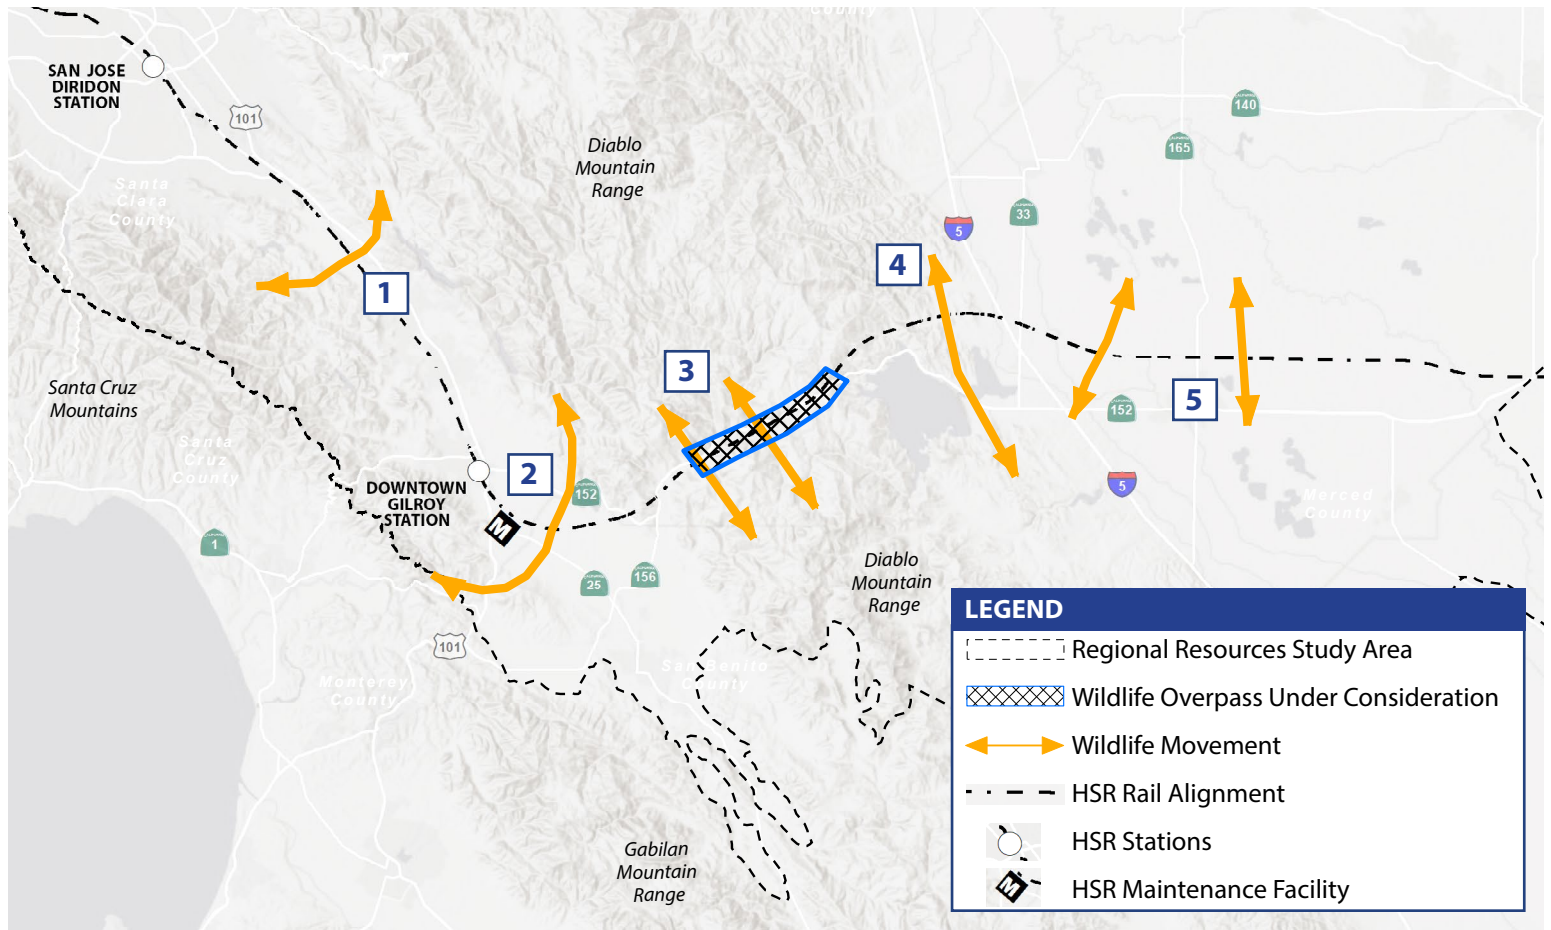 County
SAN JOSE
DIRIDON
STATION
101
140
165
Diablo
Mountain
Range
Santa
Clara
County
33
5
4
1
3
Santa Cruz
Mountains
5
152
Santa
Cruz
County
2
DOWNTOWN
GILROY
STATION
152
5
Merced
County
M
1
Diablo
Mountain
Range
25
156
101
San Benito
County
Monterey
County
Gabilan
Mountain
Range
LEGEND
Regional Resources Study Area
Wildlife Overpass Under Consideration
Wildlife Movement
HSR Rail Alignment
HSR Stations
M
HSR Maintenance Facility